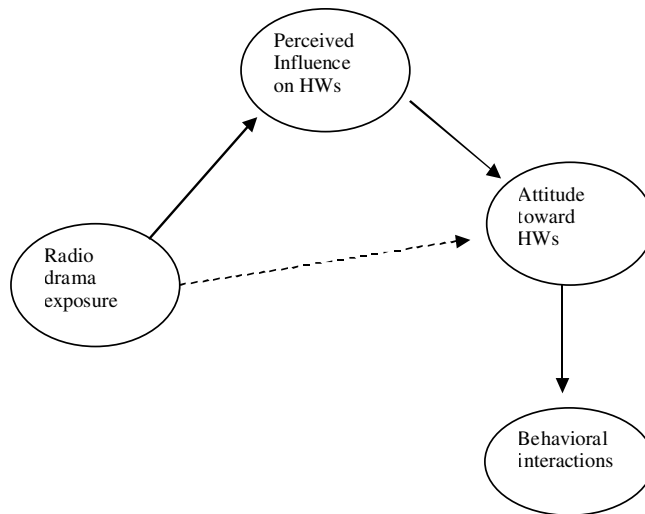 Perceived
Influence
on HWs
Attitude
toward
HWs
Radio
drama
exposure
Behavioral
interactions